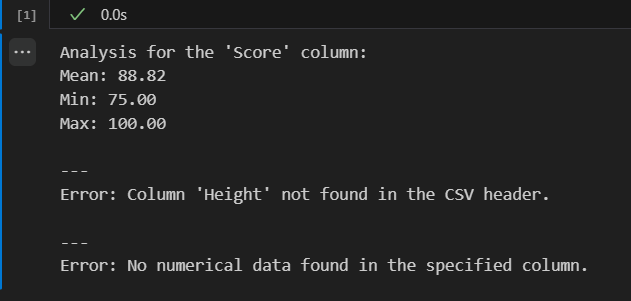 [1]
0.0s
...
Analysis for the 'Score' column:
Mean: 88.82
Min: 75.00
Max: 100.00
---
Error: Column 'Height' not found in the CSV header.
---
Error: No numerical data found in the specified column.